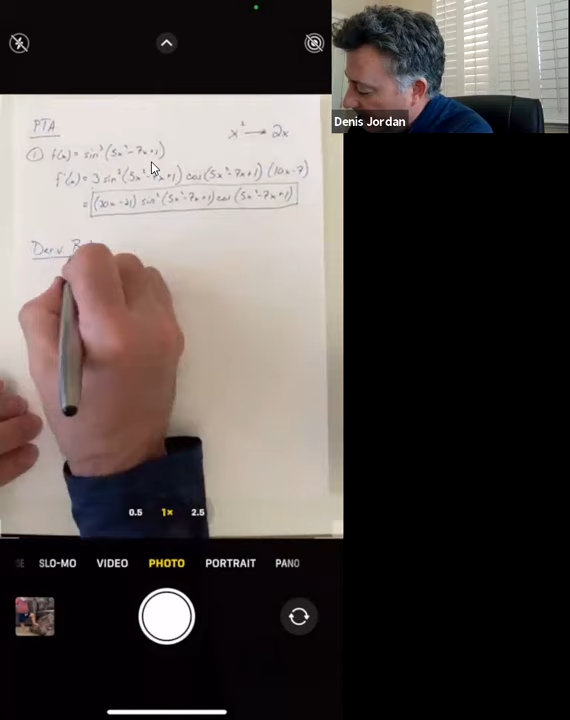 Denis Jordan
PTA
x² → 2x
① f(x) = sin³(5x²-7x+1)
f'(x) = 3 sin²(5x²-7x+1) cos(5x²-7x+1) (10x-7)
= (30x-21) sin²(5x²-7x+1) cos(5x²-7x+1)
Deriv.
0.5 1× 2.5
SLO-MO VIDEO PHOTO PORTRAIT PANO